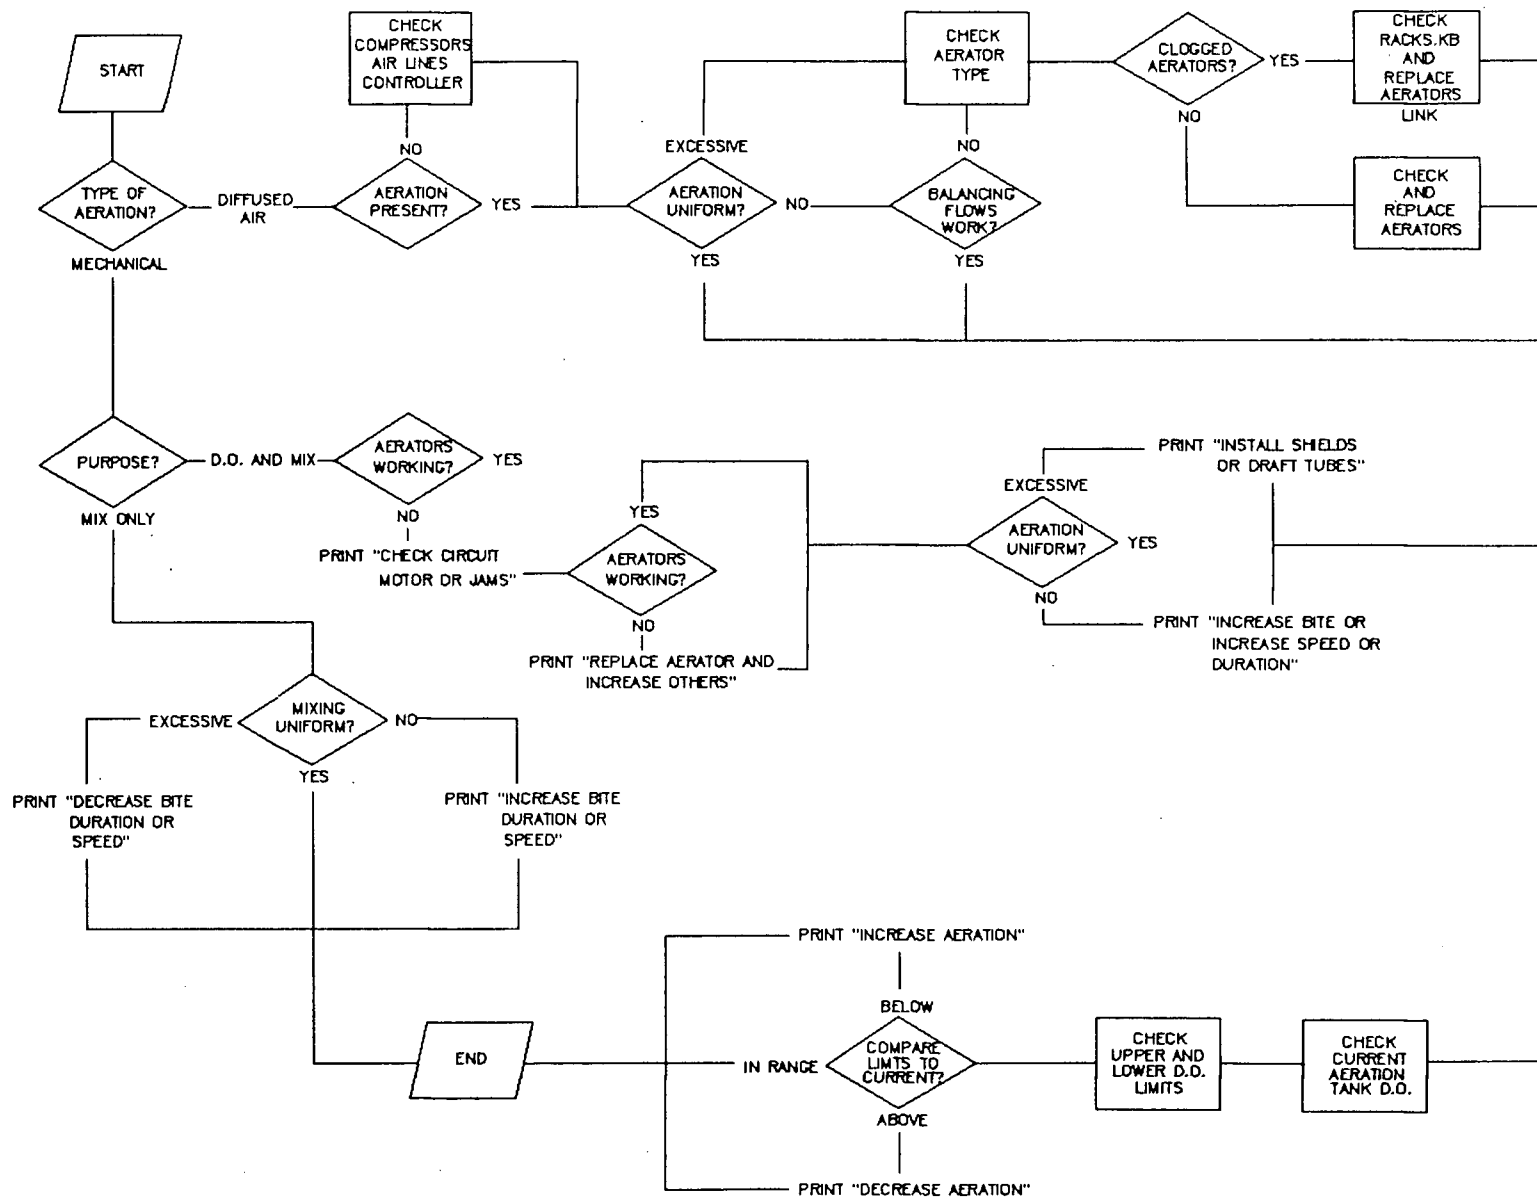 START
CHECK
COMPRESSORS
AIR LINES
CONTROLLER
CHECK
AERATOR
TYPE
CLOGGED
AERATORS?
YES
CHECK
RACKS.KB
AND
REPLACE
AERATORS
LINK
NO
NO
EXCESSIVE
NO
TYPE OF
AERATION?
DIFFUSED
AIR
AERATION
PRESENT?
YES
AERATION
UNIFORM?
NO
BALANCING
FLOWS
WORK?
CHECK
AND
REPLACE
AERATORS
MECHANICAL
YES
YES
PURPOSE?
D.O. AND MIX
AERATORS
WORKING?
YES
MIX ONLY
NO
PRINT "CHECK CIRCUIT
MOTOR OR JAMS"
YES
AERATORS
WORKING?
NO
PRINT "REPLACE AERATOR AND
INCREASE OTHERS"
PRINT "INSTALL SHIELDS
OR DRAFT TUBES"
EXCESSIVE
AERATION
UNIFORM?
YES
NO
PRINT "INCREASE BITE OR
INCREASE SPEED OR
DURATION"
EXCESSIVE
MIXING
UNIFORM?
NO
YES
PRINT "DECREASE BITE
DURATION OR
SPEED"
PRINT "INCREASE BITE
DURATION OR
SPEED"
PRINT "INCREASE AERATION"
BELOW
END
IN RANGE
COMPARE
LIMTS TO
CURRENT?
CHECK
UPPER AND
LOWER D.O.
LIMITS
CHECK
CURRENT
AERATION
TANK D.O.
ABOVE
PRINT "DECREASE AERATION"